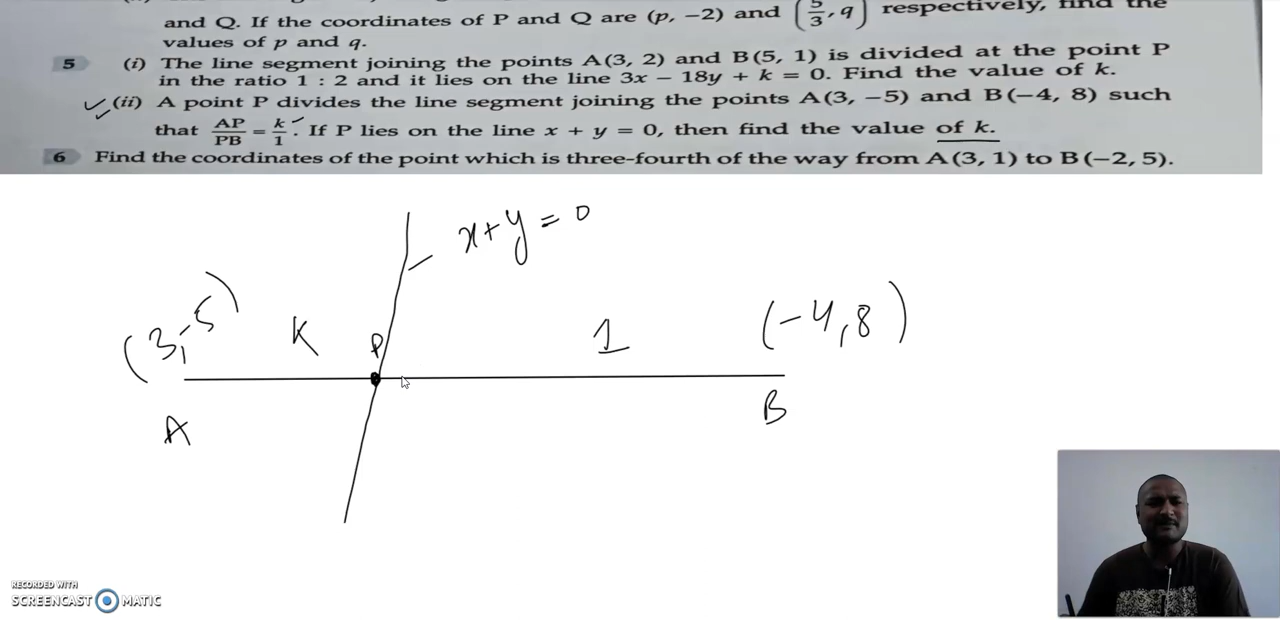 and Q. If the coordinates of P and Q are (p, −2) and (5/3, q) respectively, find the
values of p and q.
5 (i) The line segment joining the points A(3, 2) and B(5, 1) is divided at the point P
in the ratio 1 : 2 and it lies on the line 3x − 18y + k = 0. Find the value of k.
(ii) A point P divides the line segment joining the points A(3, −5) and B(−4, 8) such
that AP/PB = k/1. If P lies on the line x + y = 0, then find the value of k.
6 Find the coordinates of the point which is three-fourth of the way from A(3, 1) to B(−2, 5).
x+y=0
(3,-5) K P 1 (-4,8)
A B
RECORDED WITH
SCREENCAST MATIC